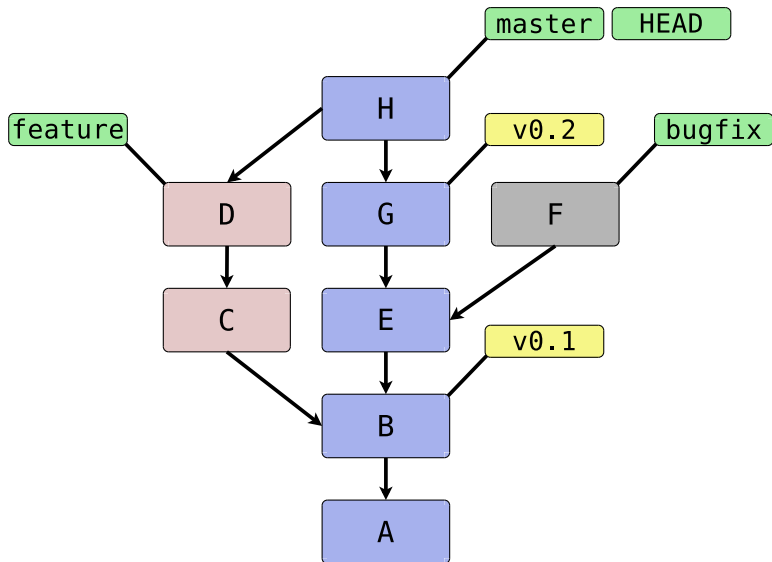 master HEAD
H
feature v0.2 bugfix
D G F
C E
v0.1
B
A